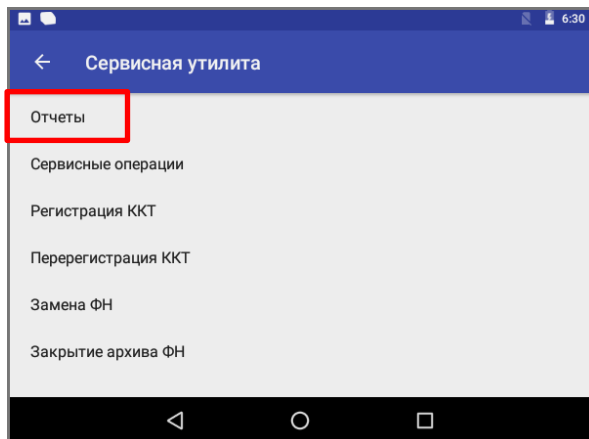 6:30
Сервисная утилита
Отчеты
Сервисные операции
Регистрация ККТ
Перерегистрация ККТ
Замена ФН
Закрытие архива ФН